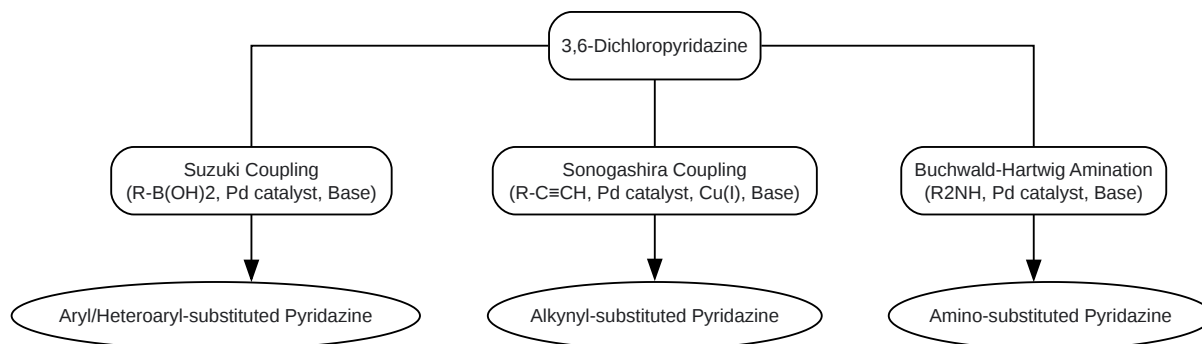 3,6-Dichloropyridazine
Suzuki Coupling
(R-B(OH)2, Pd catalyst, Base)
Sonogashira Coupling
(R-C≡CH, Pd catalyst, Cu(I), Base)
Buchwald-Hartwig Amination
(R2NH, Pd catalyst, Base)
Aryl/Heteroaryl-substituted Pyridazine
Alkynyl-substituted Pyridazine
Amino-substituted Pyridazine